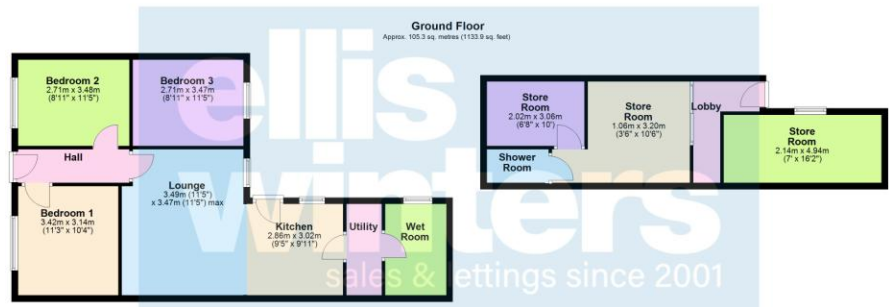 Ground Floor
Approx. 105.3 sq. metres (1133.9 sq. feet)
Bedroom 2
2.71m x 3.48m
(8'11" x 11'5")
Bedroom 3
2.71m x 3.47m
(8'11" x 11'5")
Hall
Lounge
3.49m (11'5")
x 3.47m (11'5") max
Bedroom 1
3.42m x 3.14m
(11'3" x 10'4")
Kitchen
2.86m x 3.02m
(9'5" x 9'11")
Utility
Wet
Room
Store
Room
2.02m x 3.06m
(6'8" x 10')
Shower
Room
Store
Room
1.06m x 3.20m
(3'6" x 10'6")
Lobby
Store
Room
2.14m x 4.94m
(7' x 16'2")
ellis
winters
sales & lettings since 2001